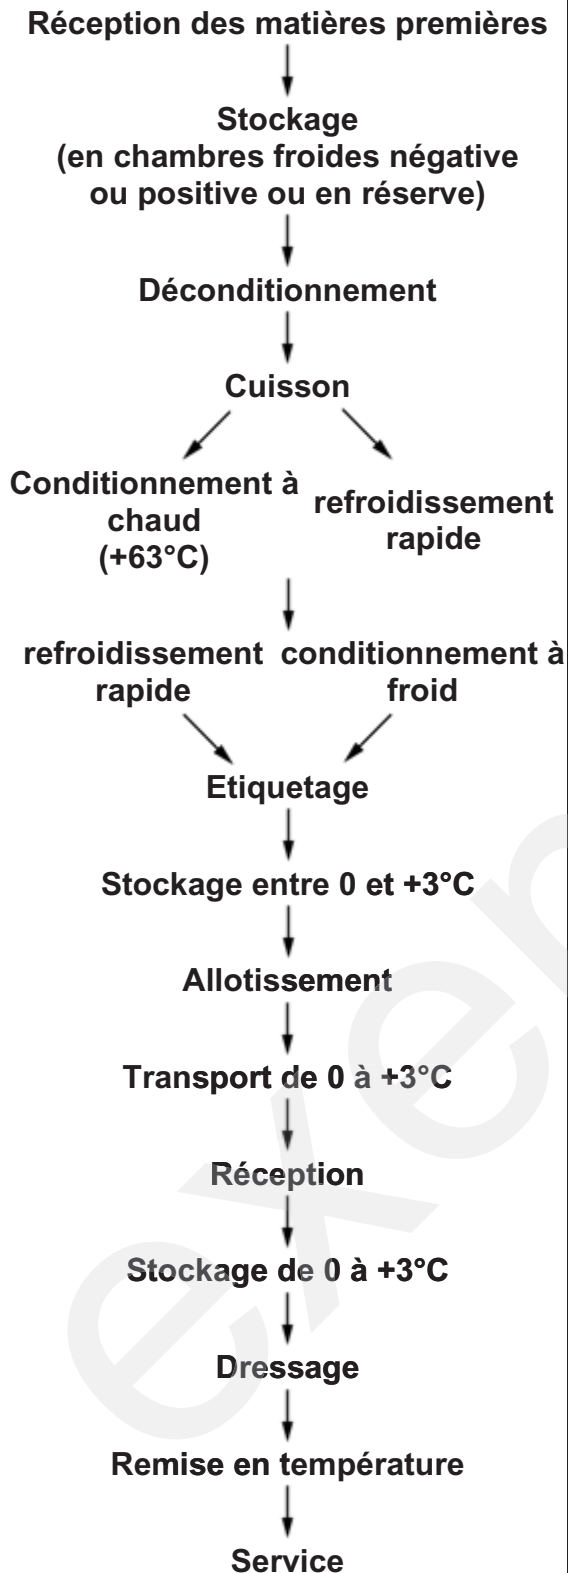 Réception des matières premières
Stockage
(en chambres froides négative
ou positive ou en réserve)
Déconditionnement
Cuisson
Conditionnement à
chaud
(+63°C)
refroidissement
rapide
refroidissement
rapide
conditionnement à
froid
Etiquetage
Stockage entre 0 et +3°C
Allotissement
Transport de 0 à +3°C
Réception
Stockage de 0 à +3°C
Dressage
Remise en température
Service